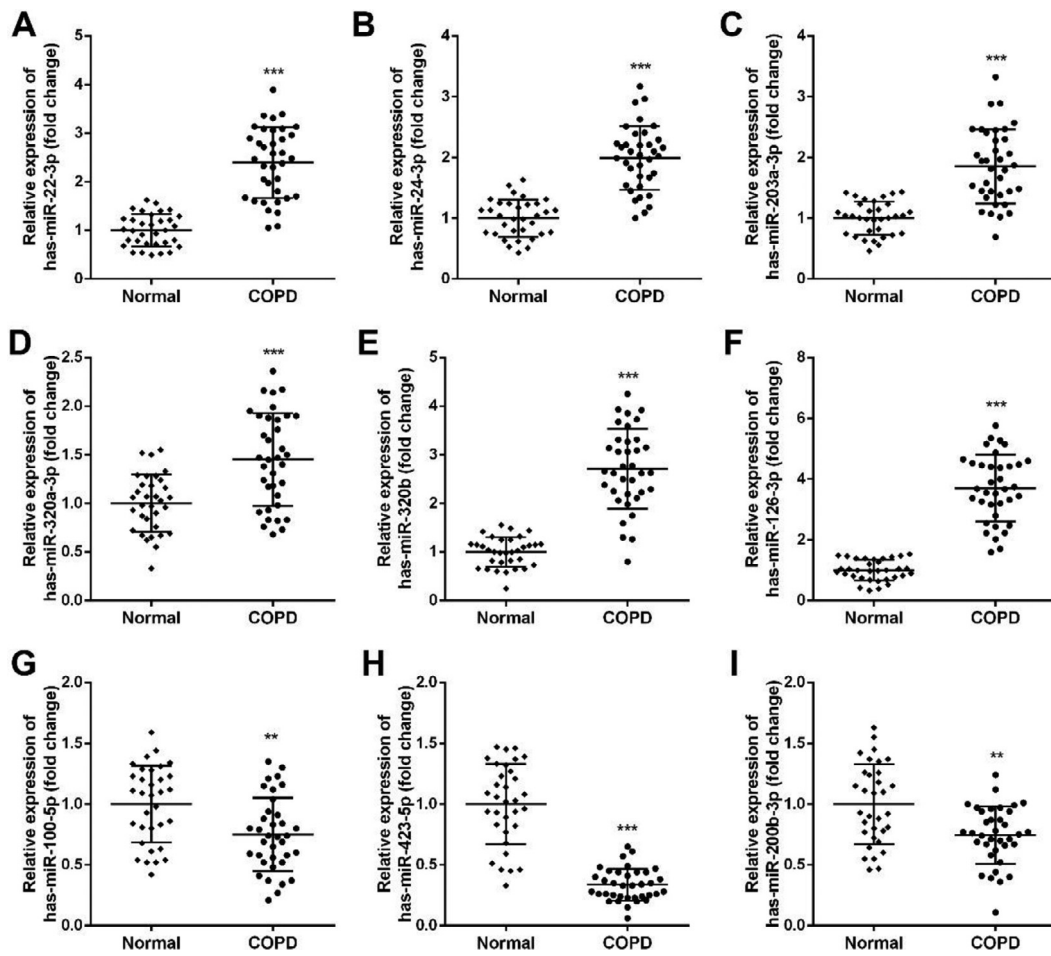 A
Relative expression of
has-miR-22-3p (fold change)
5
4
3
2
1
0
***
Normal
COPD
B
Relative expression of
has-miR-24-3p (fold change)
4
3
2
1
0
***
Normal
COPD
C
Relative expression of
has-miR-203a-3p (fold change)
4
3
2
1
0
***
Normal
COPD
D
Relative expression of
has-miR-320a-3p (fold change)
2.5
2.0
1.5
1.0
0.5
0.0
***
Normal
COPD
E
Relative expression of
has-miR-320b (fold change)
5
4
3
2
1
0
***
Normal
COPD
F
Relative expression of
has-miR-126-3p (fold change)
8
6
4
2
0
***
Normal
COPD
G
Relative expression of
has-miR-100-5p (fold change)
2.0
1.5
1.0
0.5
0.0
**
Normal
COPD
H
Relative expression of
has-miR-423-5p (fold change)
2.0
1.5
1.0
0.5
0.0
***
Normal
COPD
I
Relative expression of
has-miR-200b-3p (fold change)
2.0
1.5
1.0
0.5
0.0
**
Normal
COPD